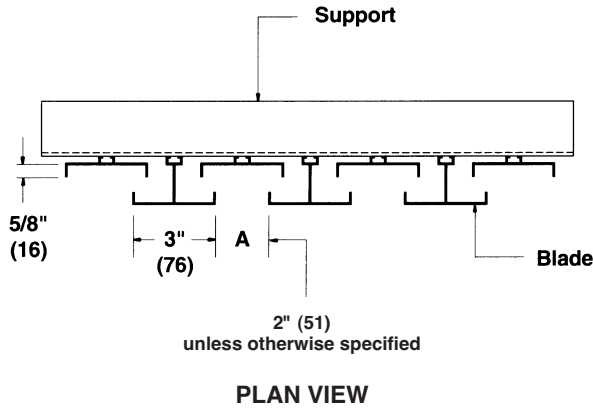 Support
5/8"
(16)
3"
(76)
A
Blade
2" (51)
unless otherwise specified
PLAN VIEW